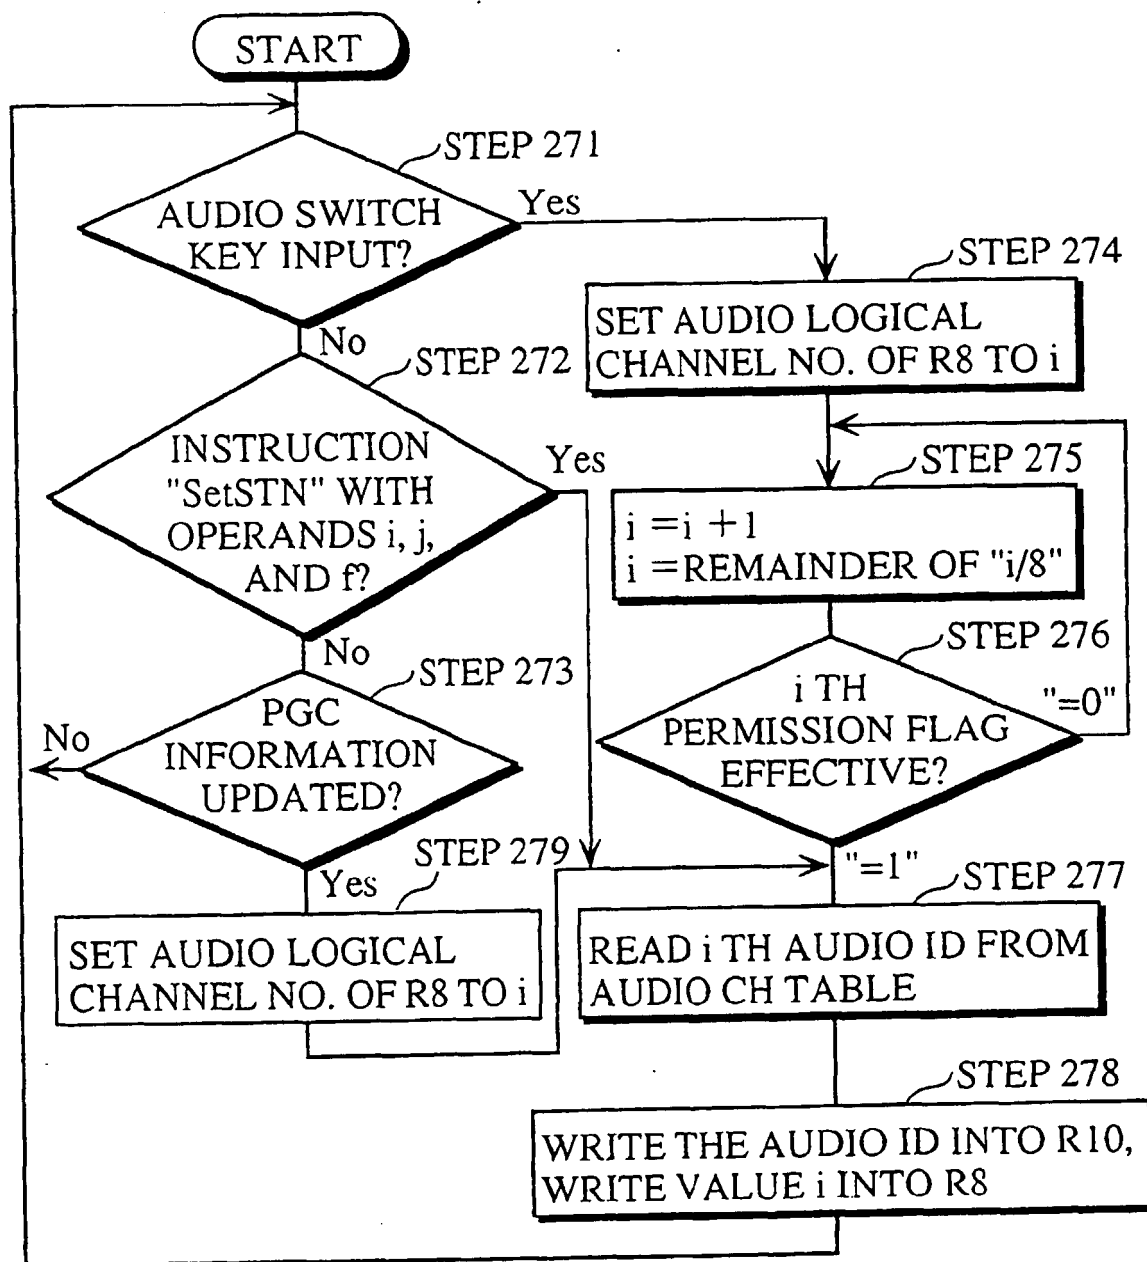 START
STEP 271
AUDIO SWITCH
KEY INPUT?
Yes
No
STEP 272
INSTRUCTION
"SetSTN" WITH
OPERANDS i, j,
AND f?
Yes
No
STEP 273
PGC
INFORMATION
UPDATED?
No
Yes
STEP 279
SET AUDIO LOGICAL
CHANNEL NO. OF R8 TO i
STEP 274
SET AUDIO LOGICAL
CHANNEL NO. OF R8 TO i
STEP 275
i = i + 1
i = REMAINDER OF "i/8"
STEP 276
i TH
PERMISSION FLAG
EFFECTIVE?
"=0"
"=1"
STEP 277
READ i TH AUDIO ID FROM
AUDIO CH TABLE
STEP 278
WRITE THE AUDIO ID INTO R10,
WRITE VALUE i INTO R8